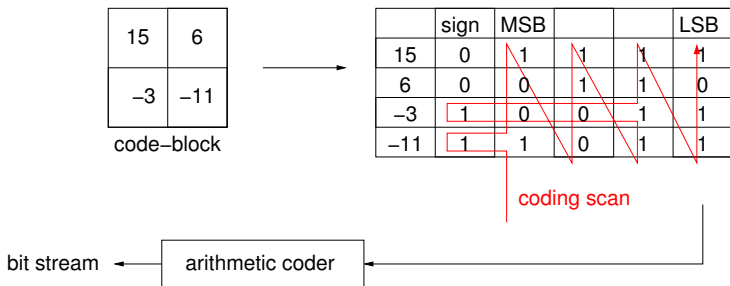 sign MSB LSB
15 6 15 0 1 1 1 1
6 0 0 1 1 0
−3 −11 −3 1 0 0 1 1
code−block −11 1 1 0 1 1
coding scan
bit stream arithmetic coder